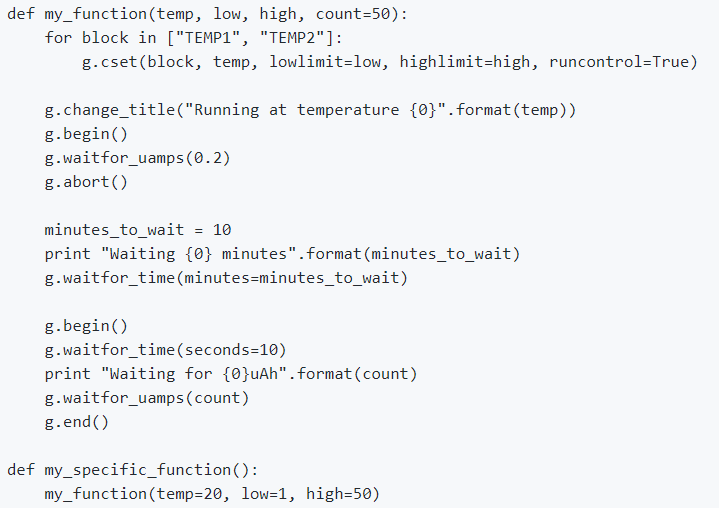 def my_function(temp, low, high, count=50):
    for block in ["TEMP1", "TEMP2"]:
        g.cset(block, temp, lowlimit=low, highlimit=high, runcontrol=True)

    g.change_title("Running at temperature {0}".format(temp))
    g.begin()
    g.waitfor_uamps(0.2)
    g.abort()

    minutes_to_wait = 10
    print "Waiting {0} minutes".format(minutes_to_wait)
    g.waitfor_time(minutes=minutes_to_wait)

    g.begin()
    g.waitfor_time(seconds=10)
    print "Waiting for {0}uAh".format(count)
    g.waitfor_uamps(count)
    g.end()

def my_specific_function():
    my_function(temp=20, low=1, high=50)